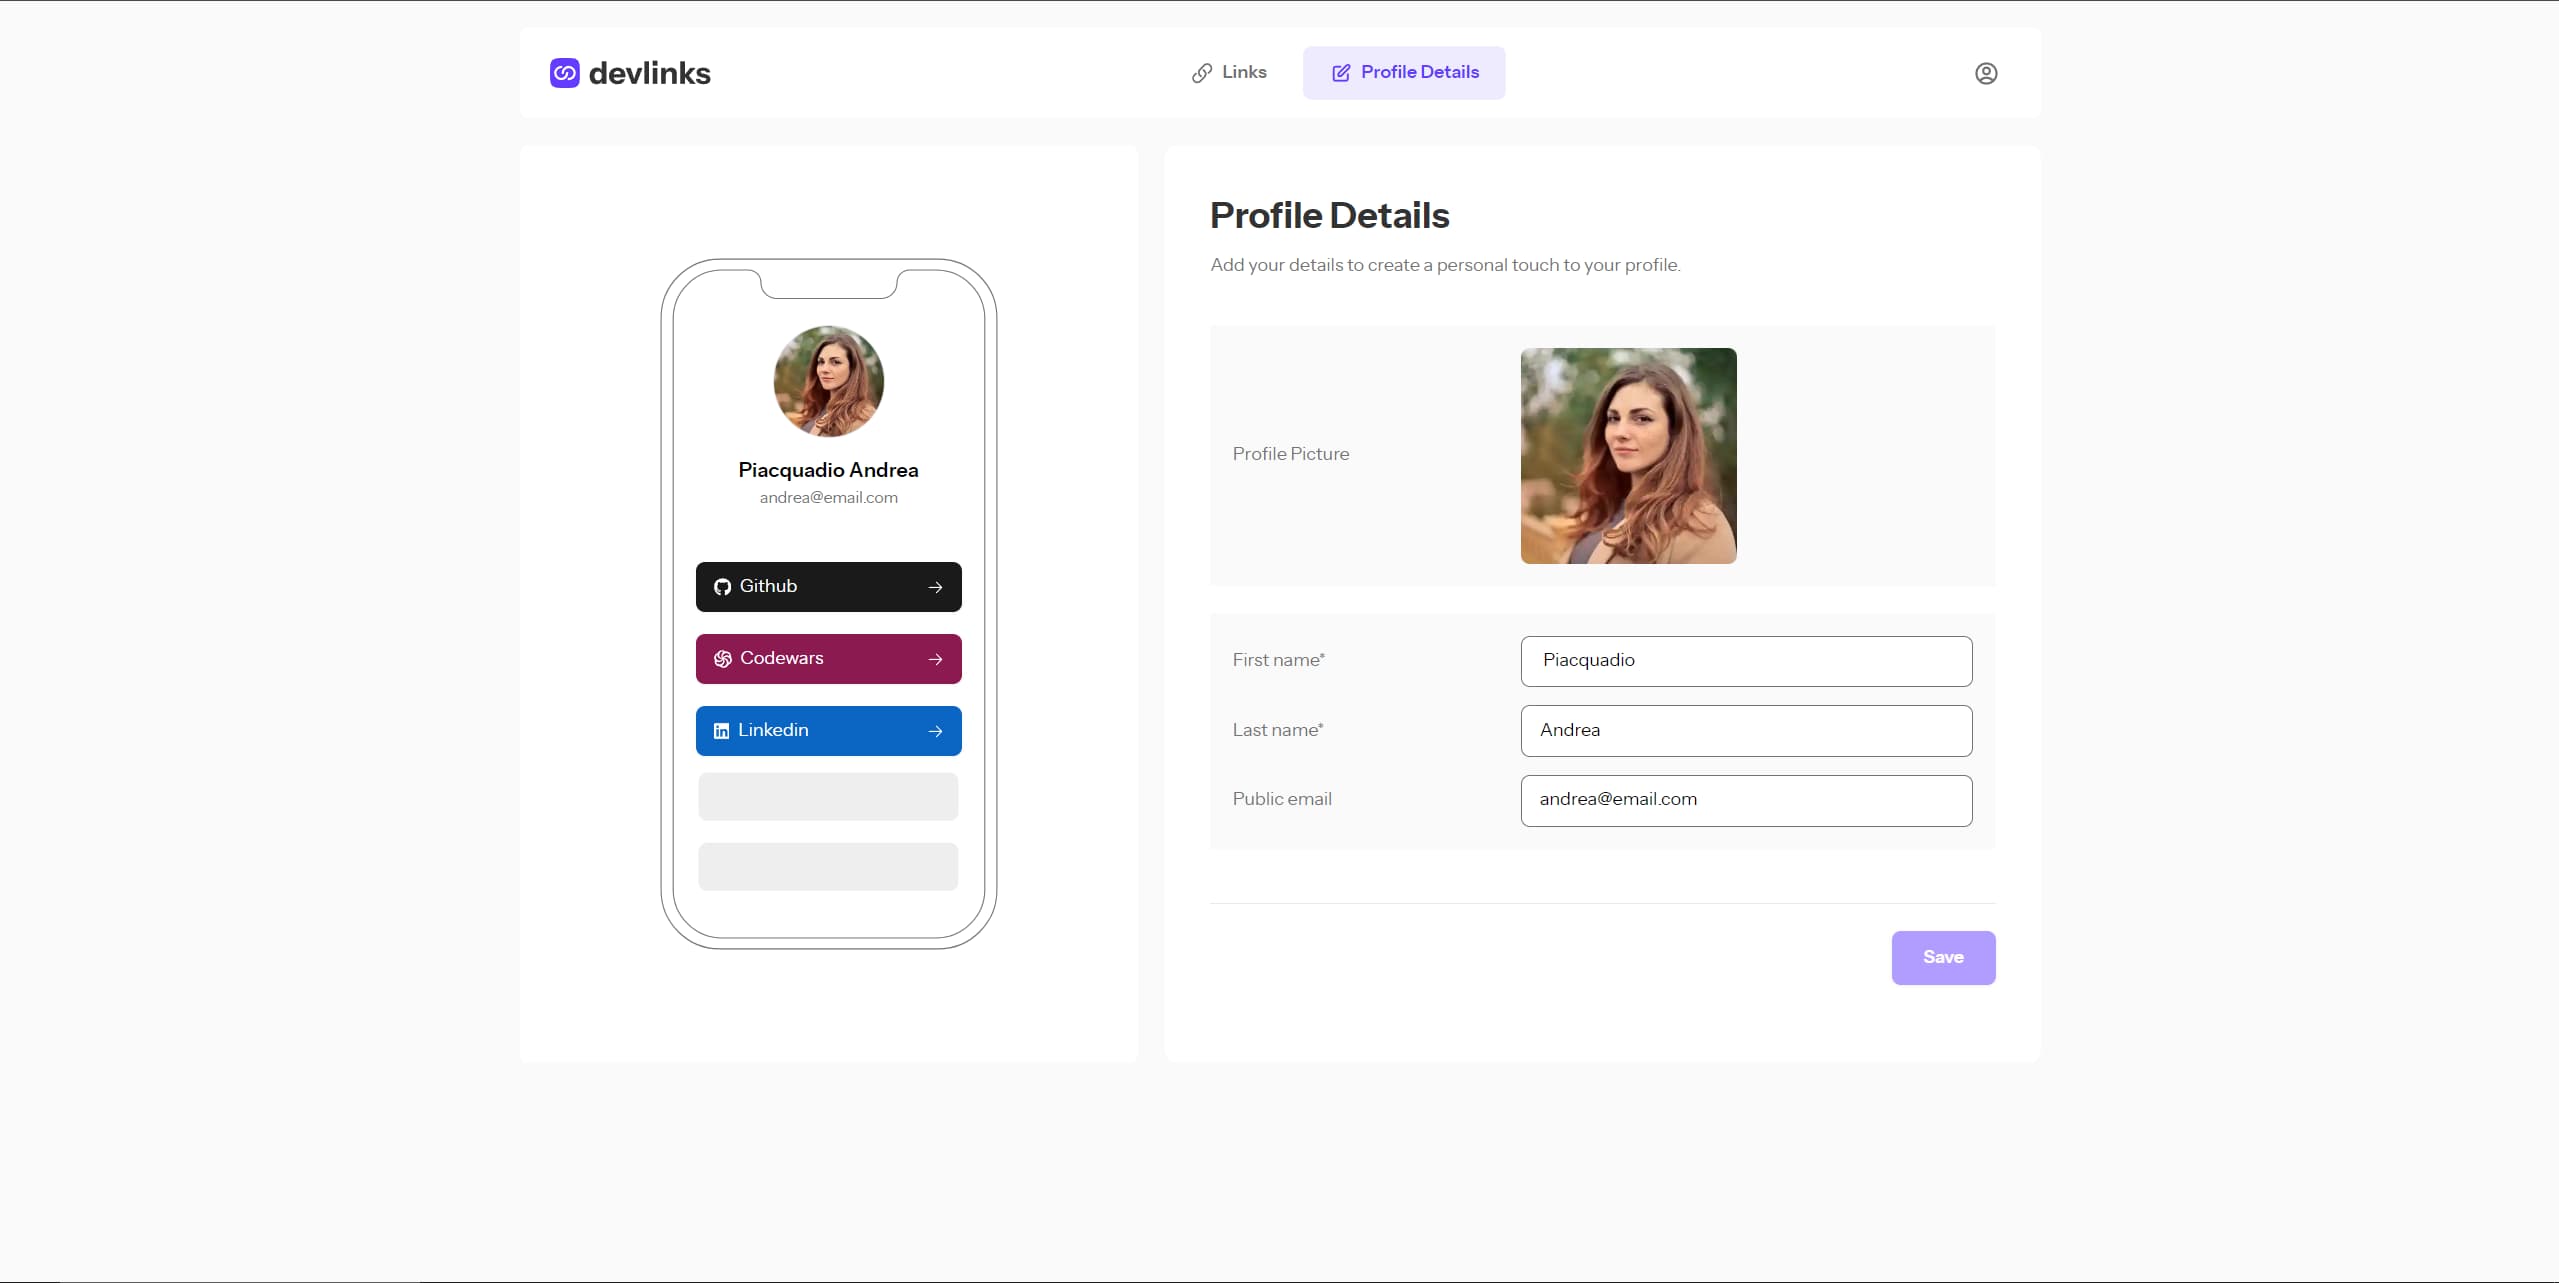 devlinks
Links
Profile Details
Piacquadio Andrea
andrea@email.com
Github
Codewars
Linkedin
Profile Details
Add your details to create a personal touch to your profile.
Profile Picture
First name*
Piacquadio
Last name*
Andrea
Public email
andrea@email.com
Save